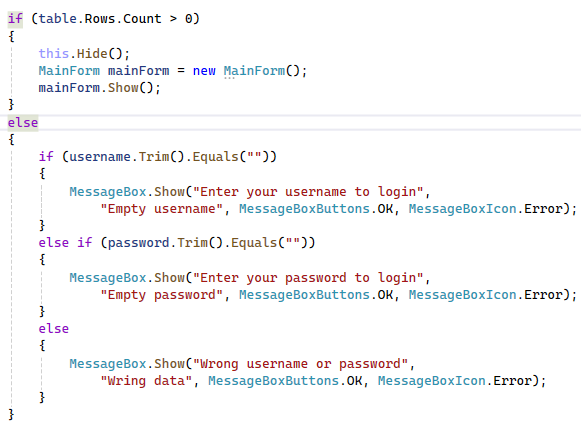 if (table.Rows.Count > 0)
{
    this.Hide();
    MainForm mainForm = new MainForm();
    mainForm.Show();
}
else
{
    if (username.Trim().Equals(""))
    {
        MessageBox.Show("Enter your username to login",
            "Empty username", MessageBoxButtons.OK, MessageBoxIcon.Error);
    }
    else if (password.Trim().Equals(""))
    {
        MessageBox.Show("Enter your password to login",
            "Empty password", MessageBoxButtons.OK, MessageBoxIcon.Error);
    }
    else
    {
        MessageBox.Show("Wrong username or password",
            "Wring data", MessageBoxButtons.OK, MessageBoxIcon.Error);
    }
}